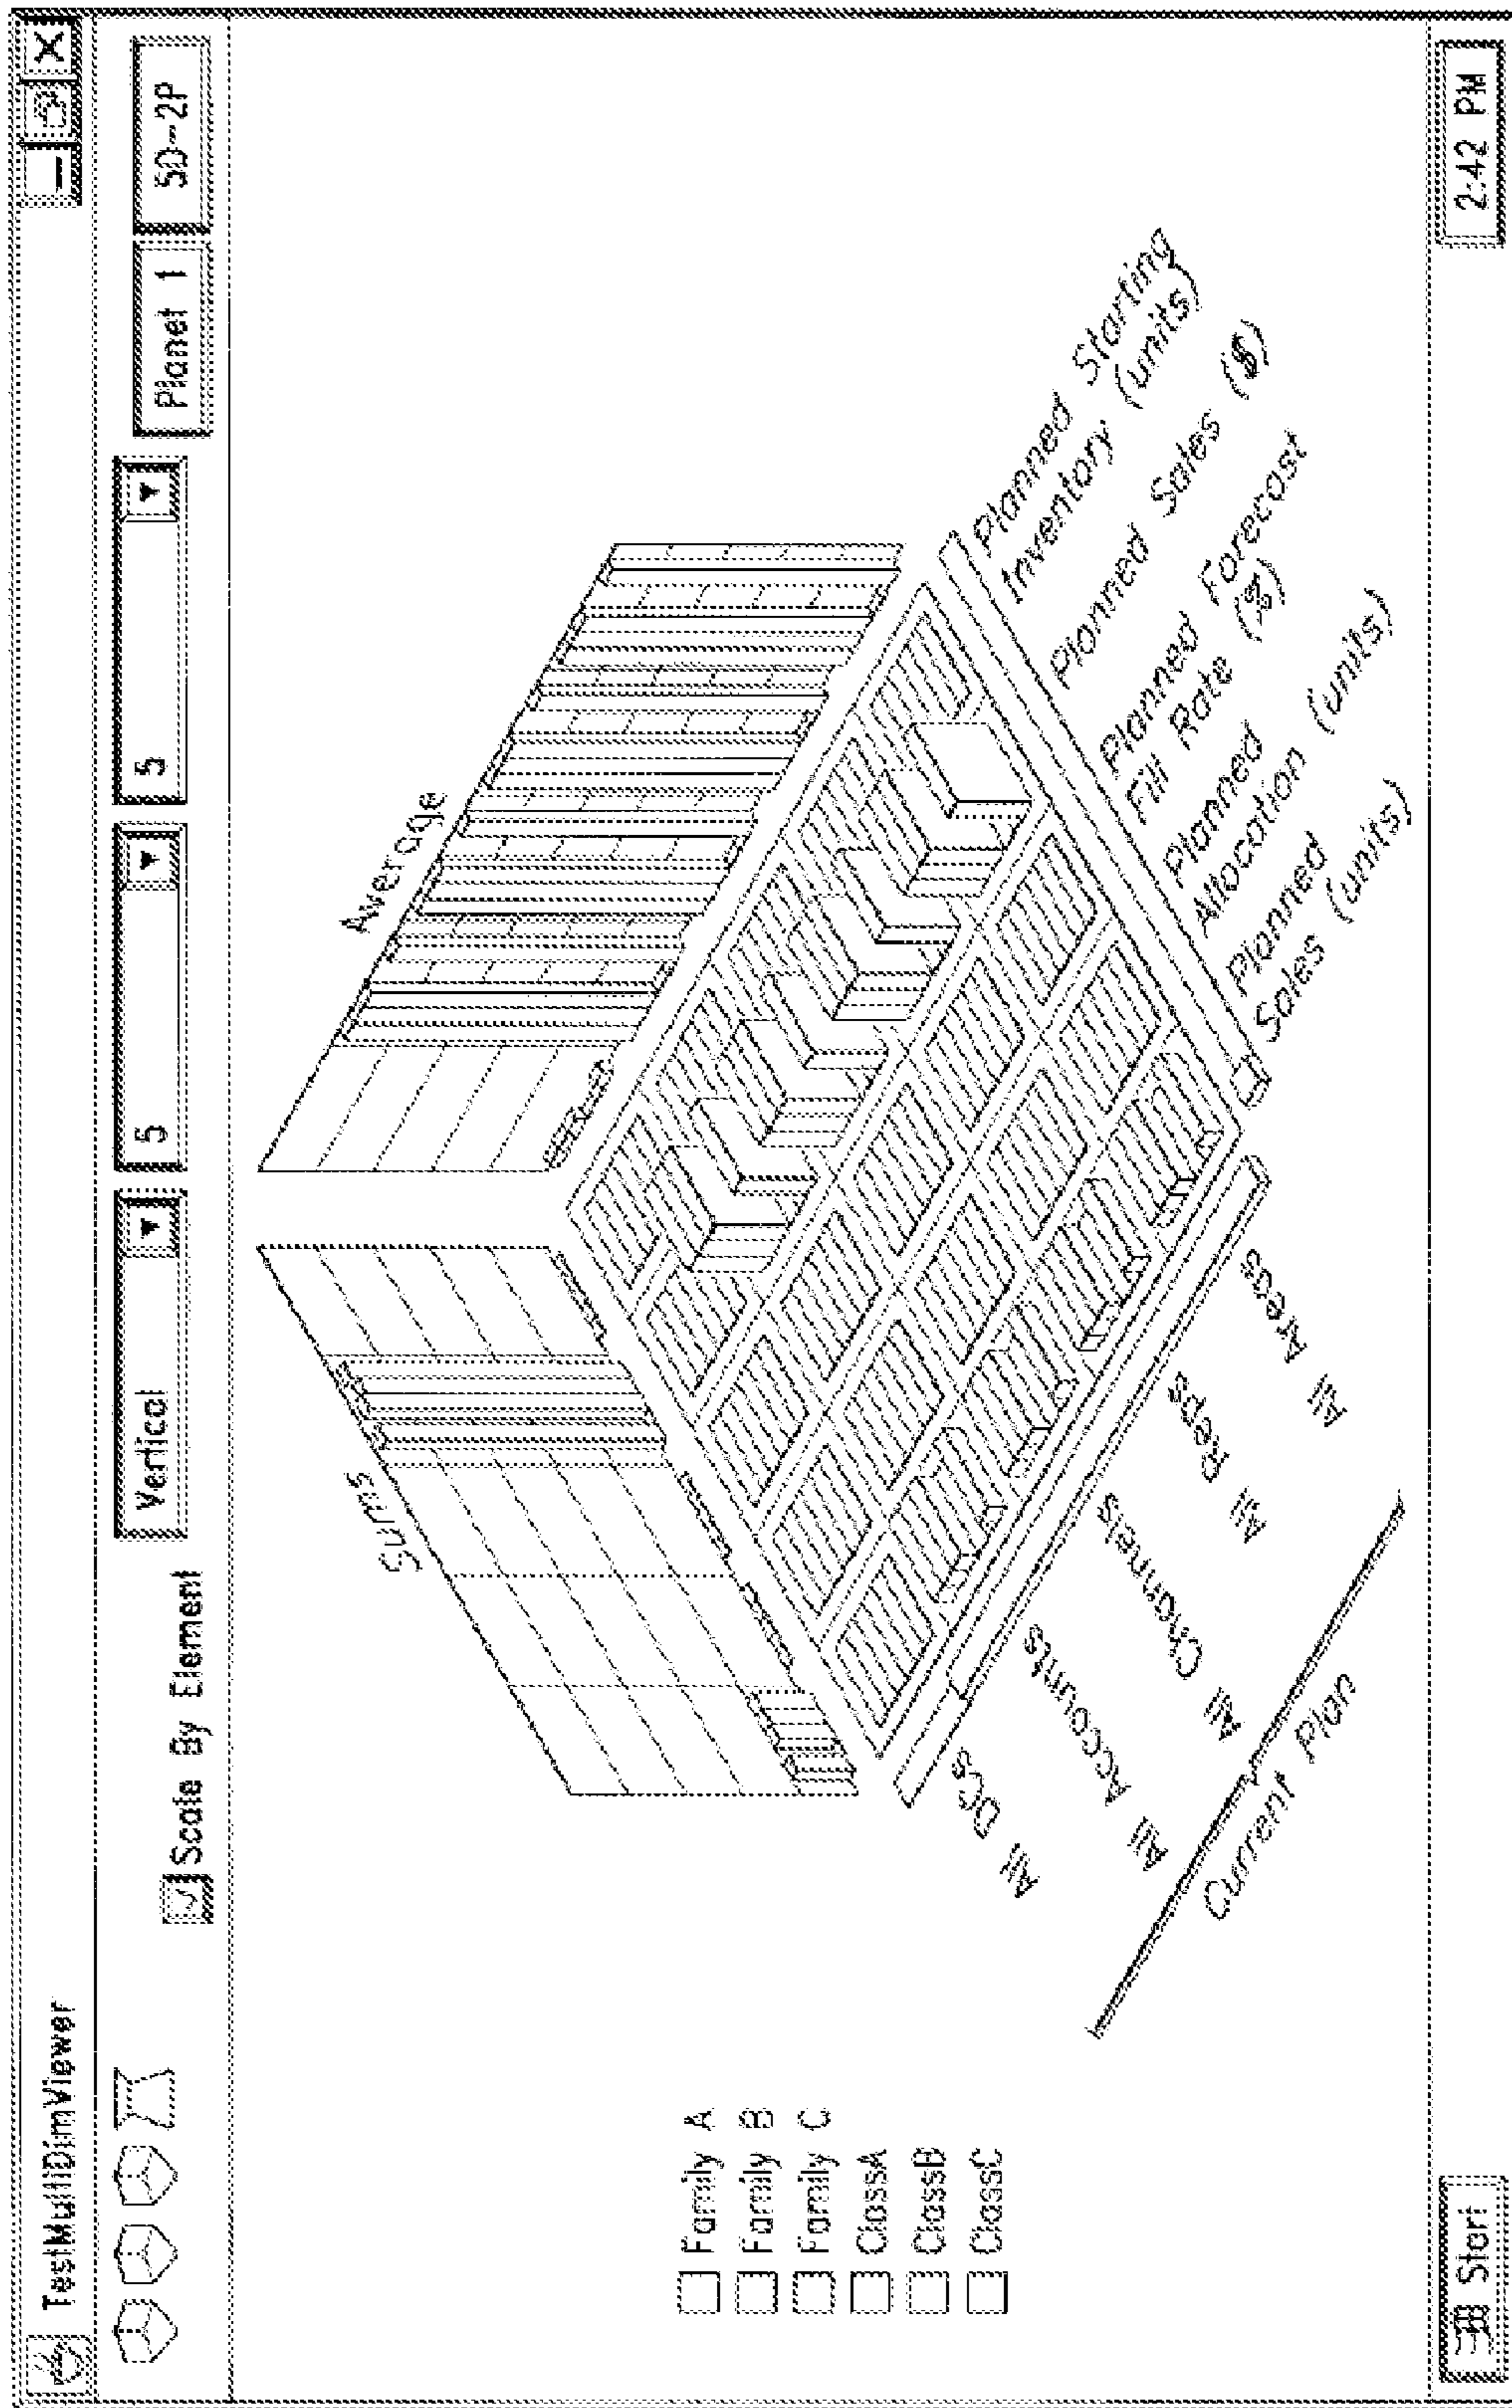 TestMultiDimViewer
Scale By Element
Vertical
5
5
Planet 1
5D-2P
Family A
Family B
Family C
ClassA
ClassB
ClassC
Sums
Average
All DCs
All Accounts
All Channels
All Reps
All Areas
Current Plan
Planned Starting
Inventory (units)
Planned Sales ($)
Planned Forecast
Fill Rate (%)
Planned
Allocation (units)
Planned
Sales (units)
Start
2:42 PM